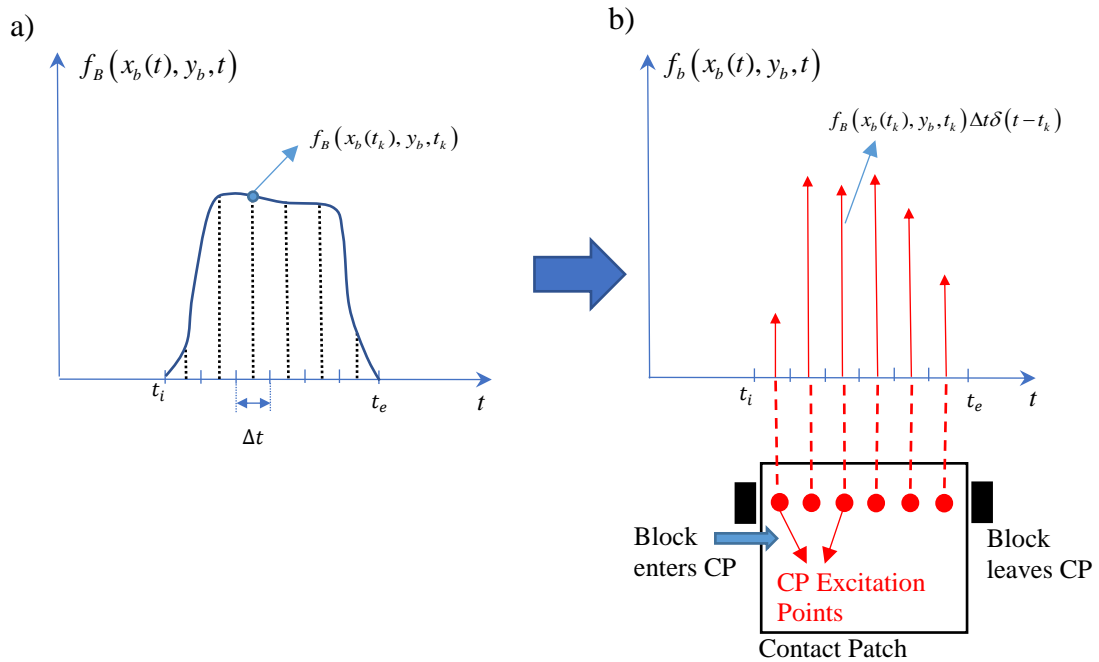 a)
f_B(x_b(t), y_b, t)
f_B(x_b(t_k), y_b, t_k)
t_i
t_e
t
Δt
b)
f_b(x_b(t), y_b, t)
f_B(x_b(t_k), y_b, t_k)Δtδ(t−t_k)
t_i
t_e
t
Block
enters CP
Block
leaves CP
CP Excitation
Points
Contact Patch